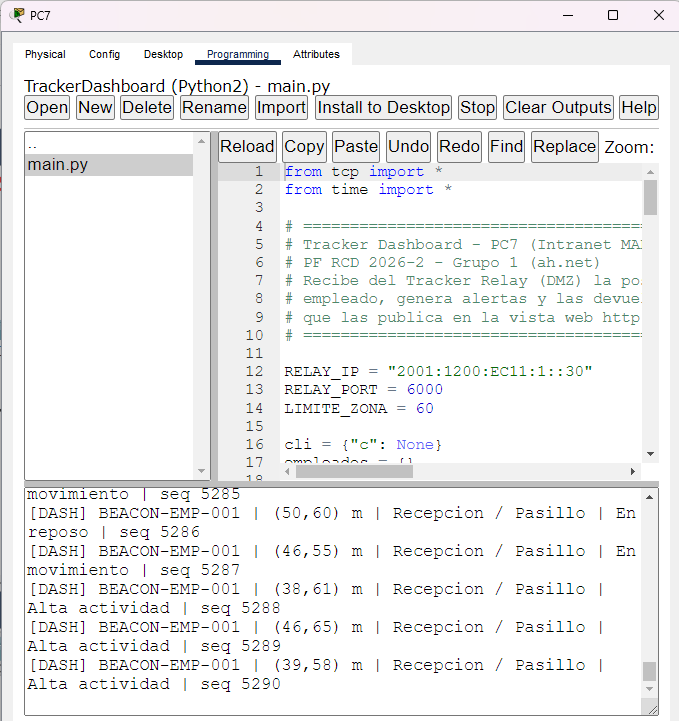 PC7
Physical Config Desktop Programming Attributes
TrackerDashboard (Python2) - main.py
Open New Delete Rename Import Install to Desktop Stop Clear Outputs Help
Reload Copy Paste Undo Redo Find Replace Zoom:
..
main.py
1 from tcp import *
2 from time import *
3
4 # =====================================
5 # Tracker Dashboard - PC7 (Intranet MA
6 # PF RCD 2026-2 - Grupo 1 (ah.net)
7 # Recibe del Tracker Relay (DMZ) la po
8 # empleado, genera alertas y las devue
9 # que las publica en la vista web http
10 # =====================================
11
12 RELAY_IP = "2001:1200:EC11:1::30"
13 RELAY_PORT = 6000
14 LIMITE_ZONA = 60
15
16 cli = {"c": None}
17 empleados = {}
18
movimiento | seq 5285
[DASH] BEACON-EMP-001 | (50,60) m | Recepcion / Pasillo | En
reposo | seq 5286
[DASH] BEACON-EMP-001 | (46,55) m | Recepcion / Pasillo | En
movimiento | seq 5287
[DASH] BEACON-EMP-001 | (38,61) m | Recepcion / Pasillo |
Alta actividad | seq 5288
[DASH] BEACON-EMP-001 | (46,65) m | Recepcion / Pasillo |
Alta actividad | seq 5289
[DASH] BEACON-EMP-001 | (39,58) m | Recepcion / Pasillo |
Alta actividad | seq 5290